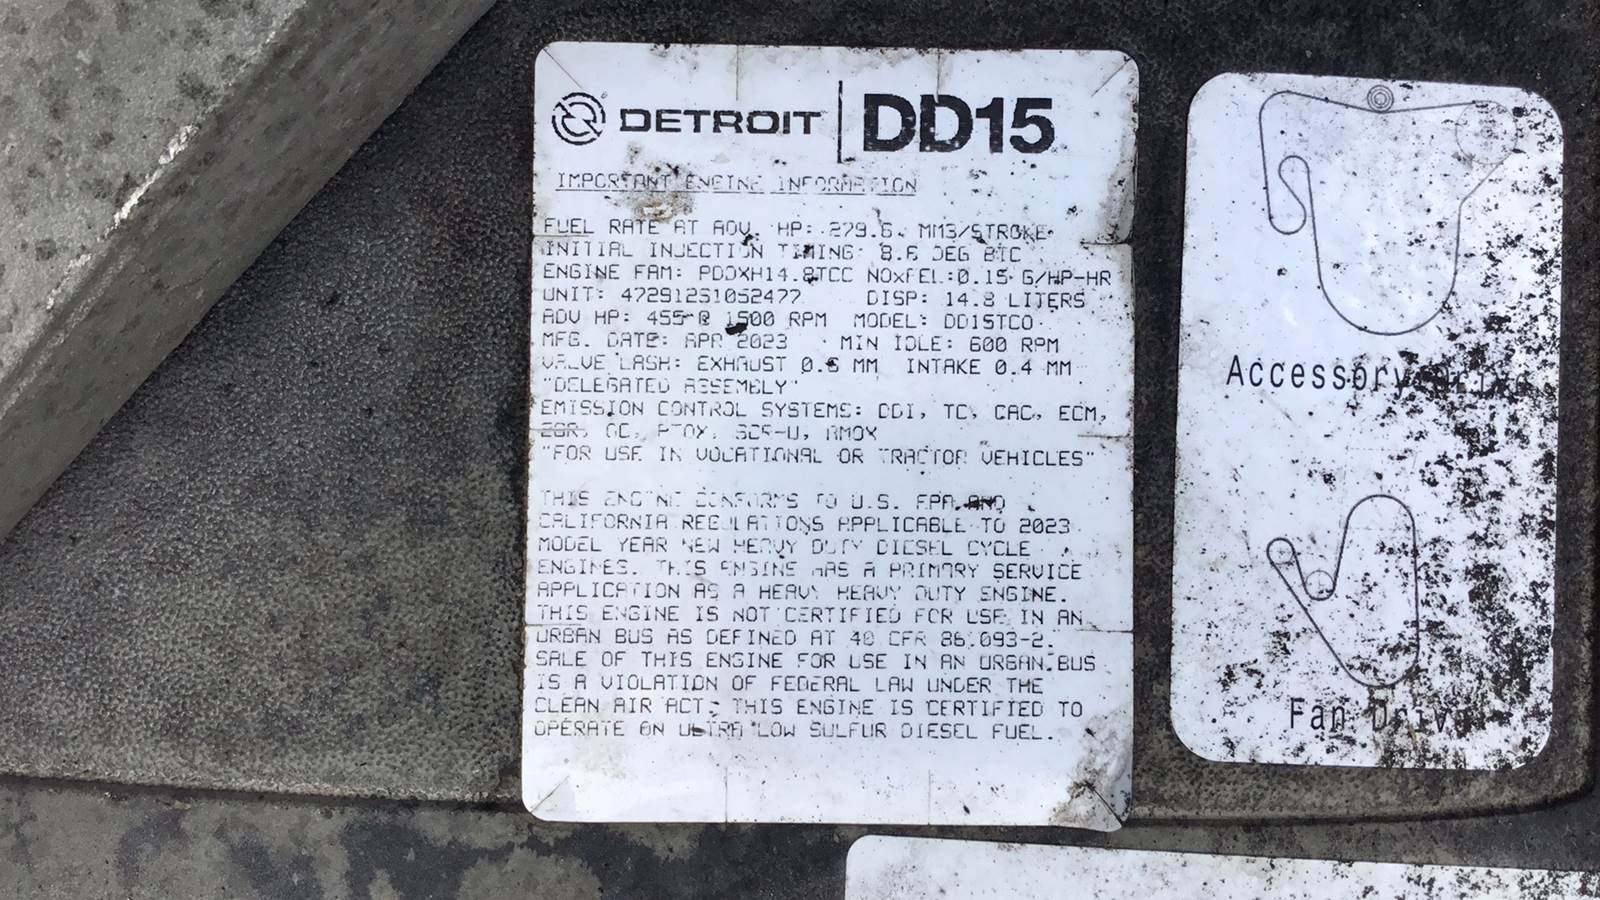 DETROIT DD15
IMPORTANT ENGINE INFORMATION
FUEL RATE AT ADV. HP: 279.6 MM3/STROKE
INITIAL INJECTION TIMING 8.6 DEG BTC
ENGINE FAM: PDDXH14.8TCC NOxFEL:0.15 G/HP-HR
UNIT: 472912S1052477 DISP: 14.8 LITERS
ADV HP: 455 @ 1500 RPM MODEL: DD15TCO
MFG. DATE: APR 2023 MIN IDLE: 600 RPM
VALVE LASH: EXHAUST MM INTAKE 0.4 MM
"DELEGATED ASSEMBLY"
EMISSION CONTROL SYSTEMS: DDI, TC, CAC, ECM,
EGR, OC, PTOX, SCR-U, AMOX
"FOR USE IN VOCATIONAL OR TRACTOR VEHICLES"
THIS ENGINE CONFORMS TO U.S. EPA AND
CALIFORNIA REGULATIONS APPLICABLE TO 2023
MODEL YEAR NEW HEAVY DUTY DIESEL CYCLE
ENGINES. THIS ENGINE HAS A PRIMARY SERVICE
APPLICATION AS A HEAVY HEAVY DUTY ENGINE.
THIS ENGINE IS NOT CERTIFIED FOR USE IN AN
URBAN BUS AS DEFINED AT 40 CFR 86.093-2.
SALE OF THIS ENGINE FOR USE IN AN URBAN BUS
IS A VIOLATION OF FEDERAL LAW UNDER THE
CLEAN AIR ACT. THIS ENGINE IS CERTIFIED TO
OPERATE ON ULTRA LOW SULFUR DIESEL FUEL.
Accessory Drive
Fan Drive